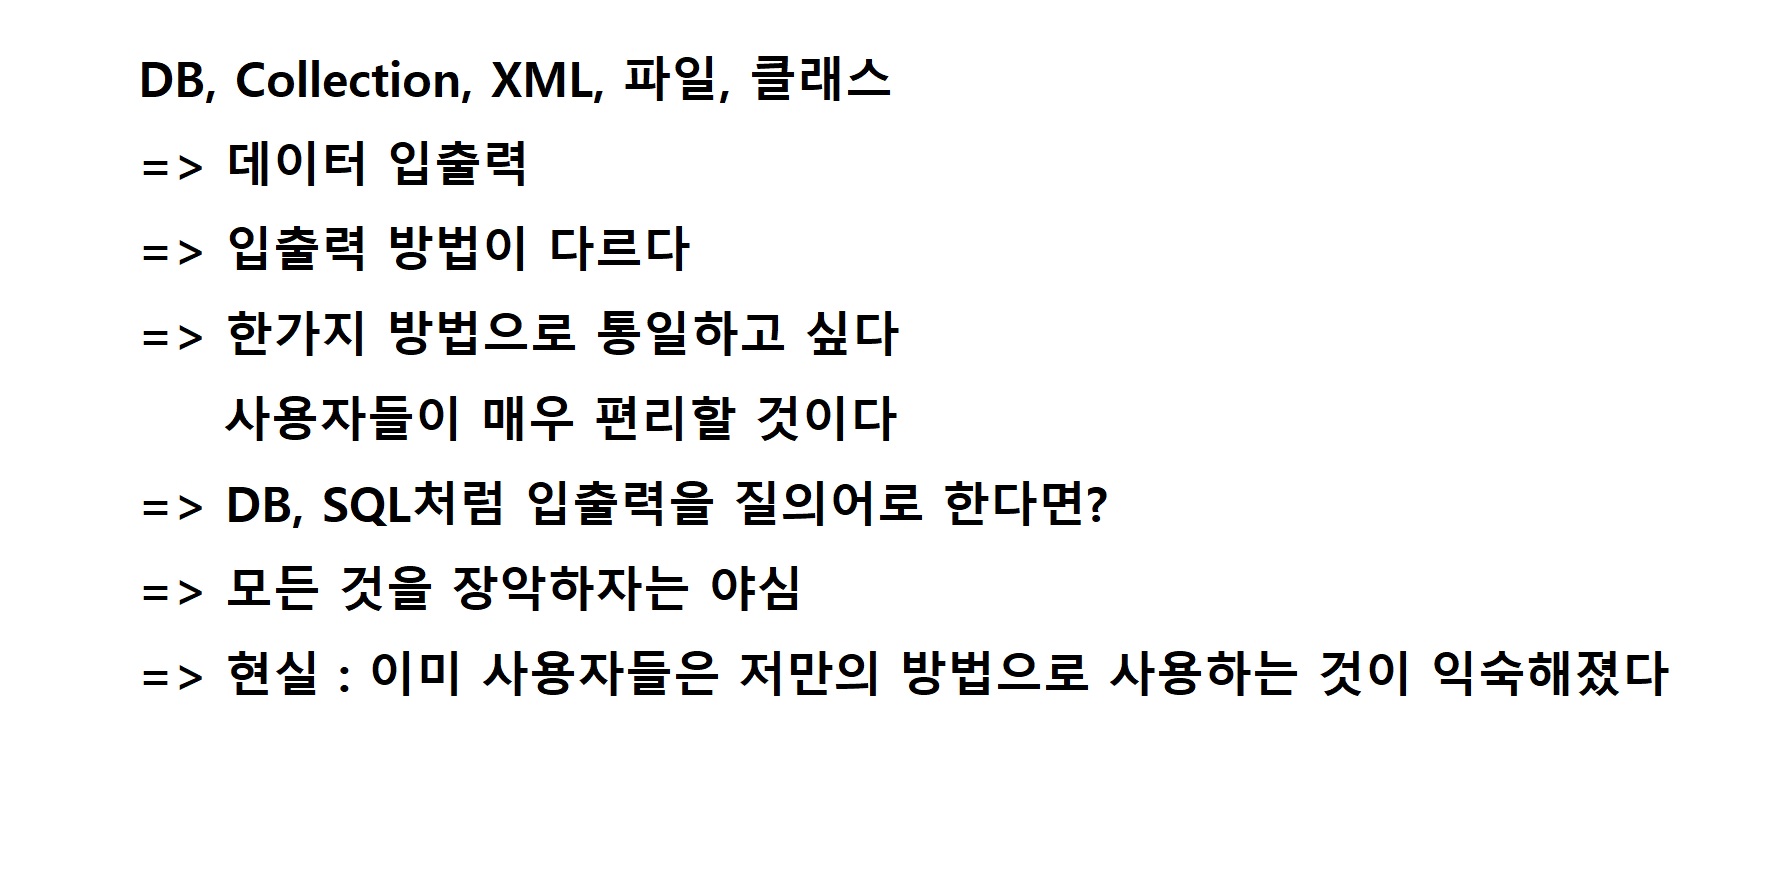 DB, Collection, XML, 파일, 클래스
=> 데이터 입출력
=> 입출력 방법이 다르다
=> 한가지 방법으로 통일하고 싶다
사용자들이 매우 편리할 것이다
=> DB, SQL처럼 입출력을 질의어로 한다면?
=> 모든 것을 장악하자는 야심
=> 현실 : 이미 사용자들은 저만의 방법으로 사용하는 것이 익숙해졌다